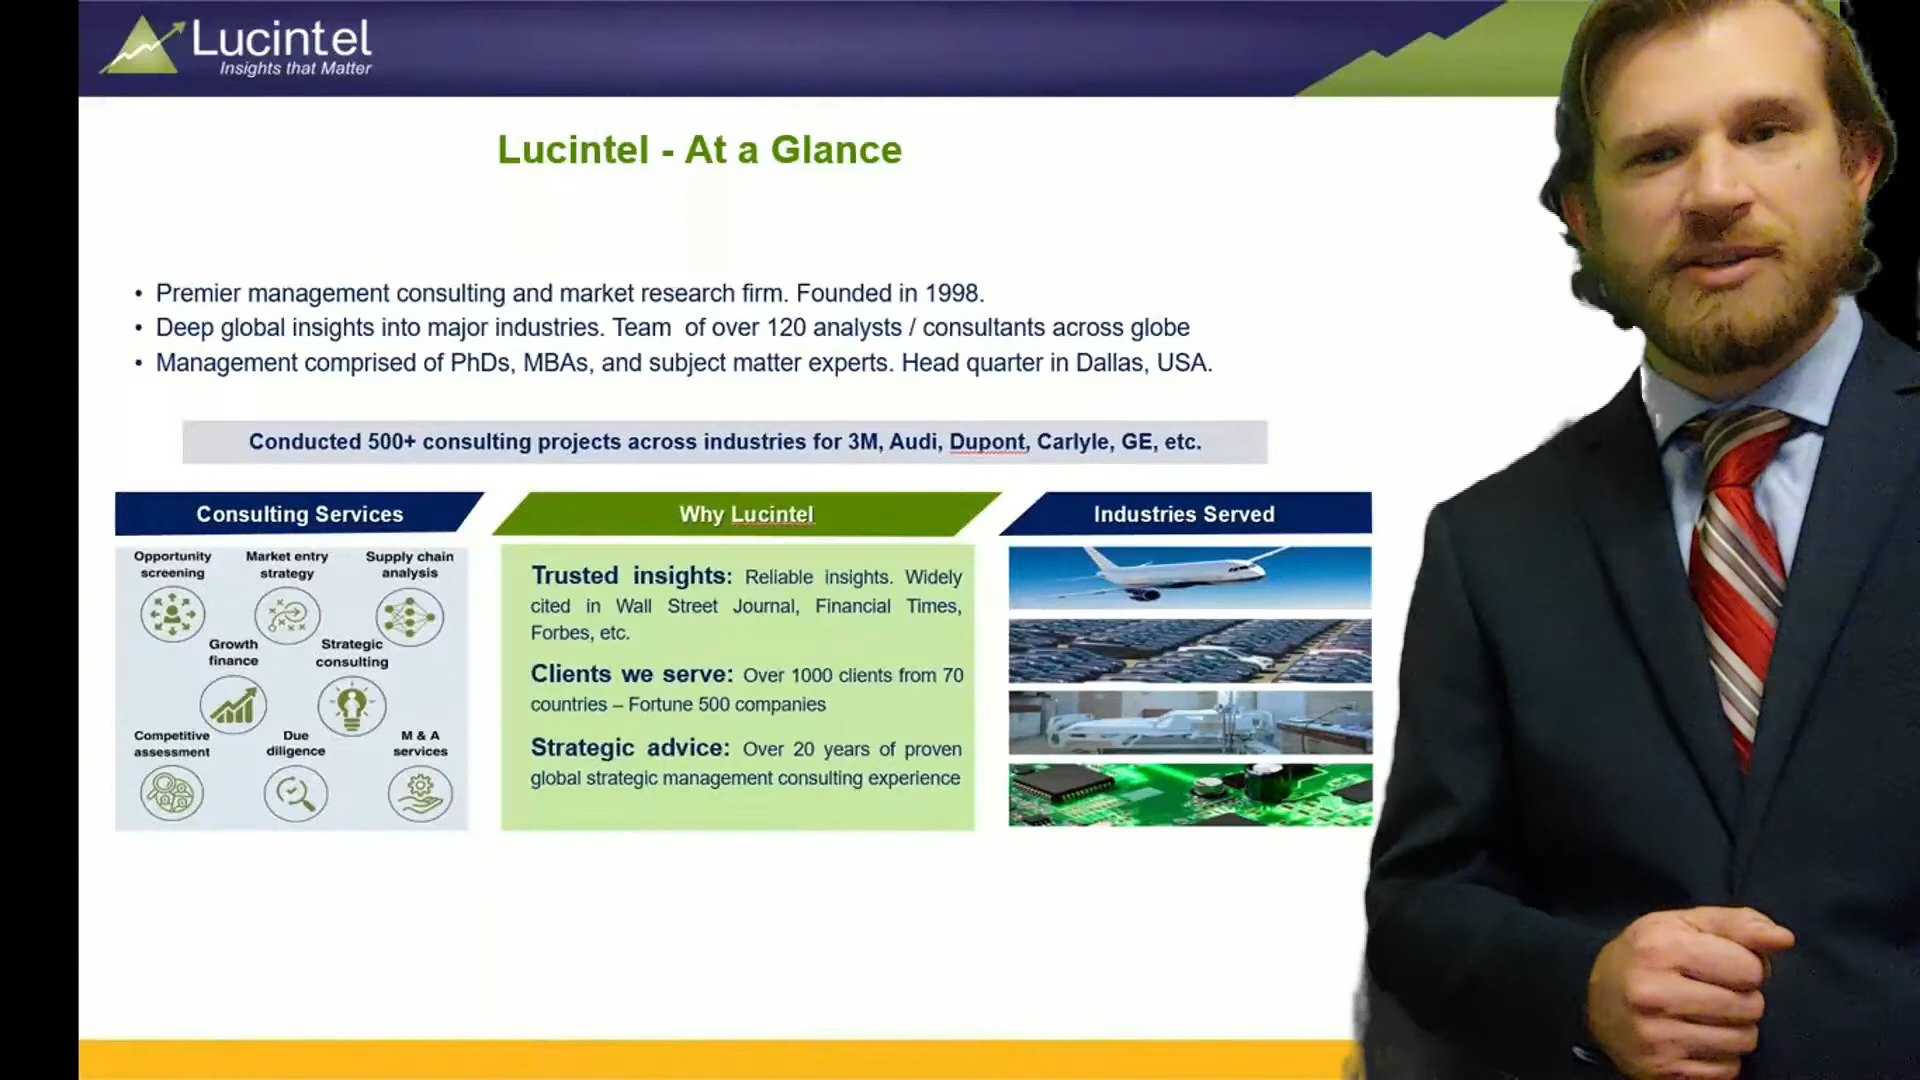 Lucintel
Insights that Matter
Lucintel - At a Glance
• Premier management consulting and market research firm. Founded in 1998.
• Deep global insights into major industries. Team of over 120 analysts / consultants across globe
• Management comprised of PhDs, MBAs, and subject matter experts. Head quarter in Dallas, USA.
Conducted 500+ consulting projects across industries for 3M, Audi, Dupont, Carlyle, GE, etc.
Consulting Services
Opportunity
screening
Market entry
strategy
Supply chain
analysis
Growth
finance
Strategic
consulting
Competitive
assessment
Due
diligence
M & A
services
Why Lucintel
Trusted insights: Reliable insights. Widely
cited in Wall Street Journal, Financial Times,
Forbes, etc.
Clients we serve: Over 1000 clients from 70
countries – Fortune 500 companies
Strategic advice: Over 20 years of proven
global strategic management consulting experience
Industries Served